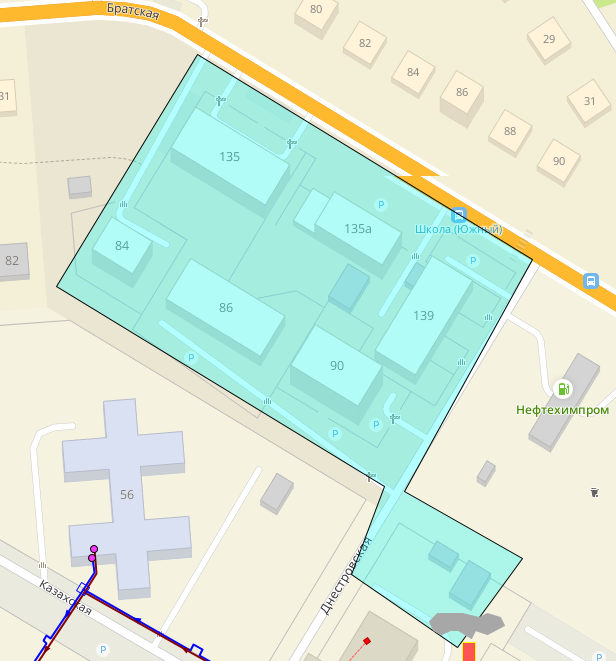 Братская
80
82
29
84
86
31
31
88
90
135
P
135а
Школа (Южный)
84
82
P
86
139
P
90
Нефтехимпром
P
P
56
Днестровская
Казахская
P
P